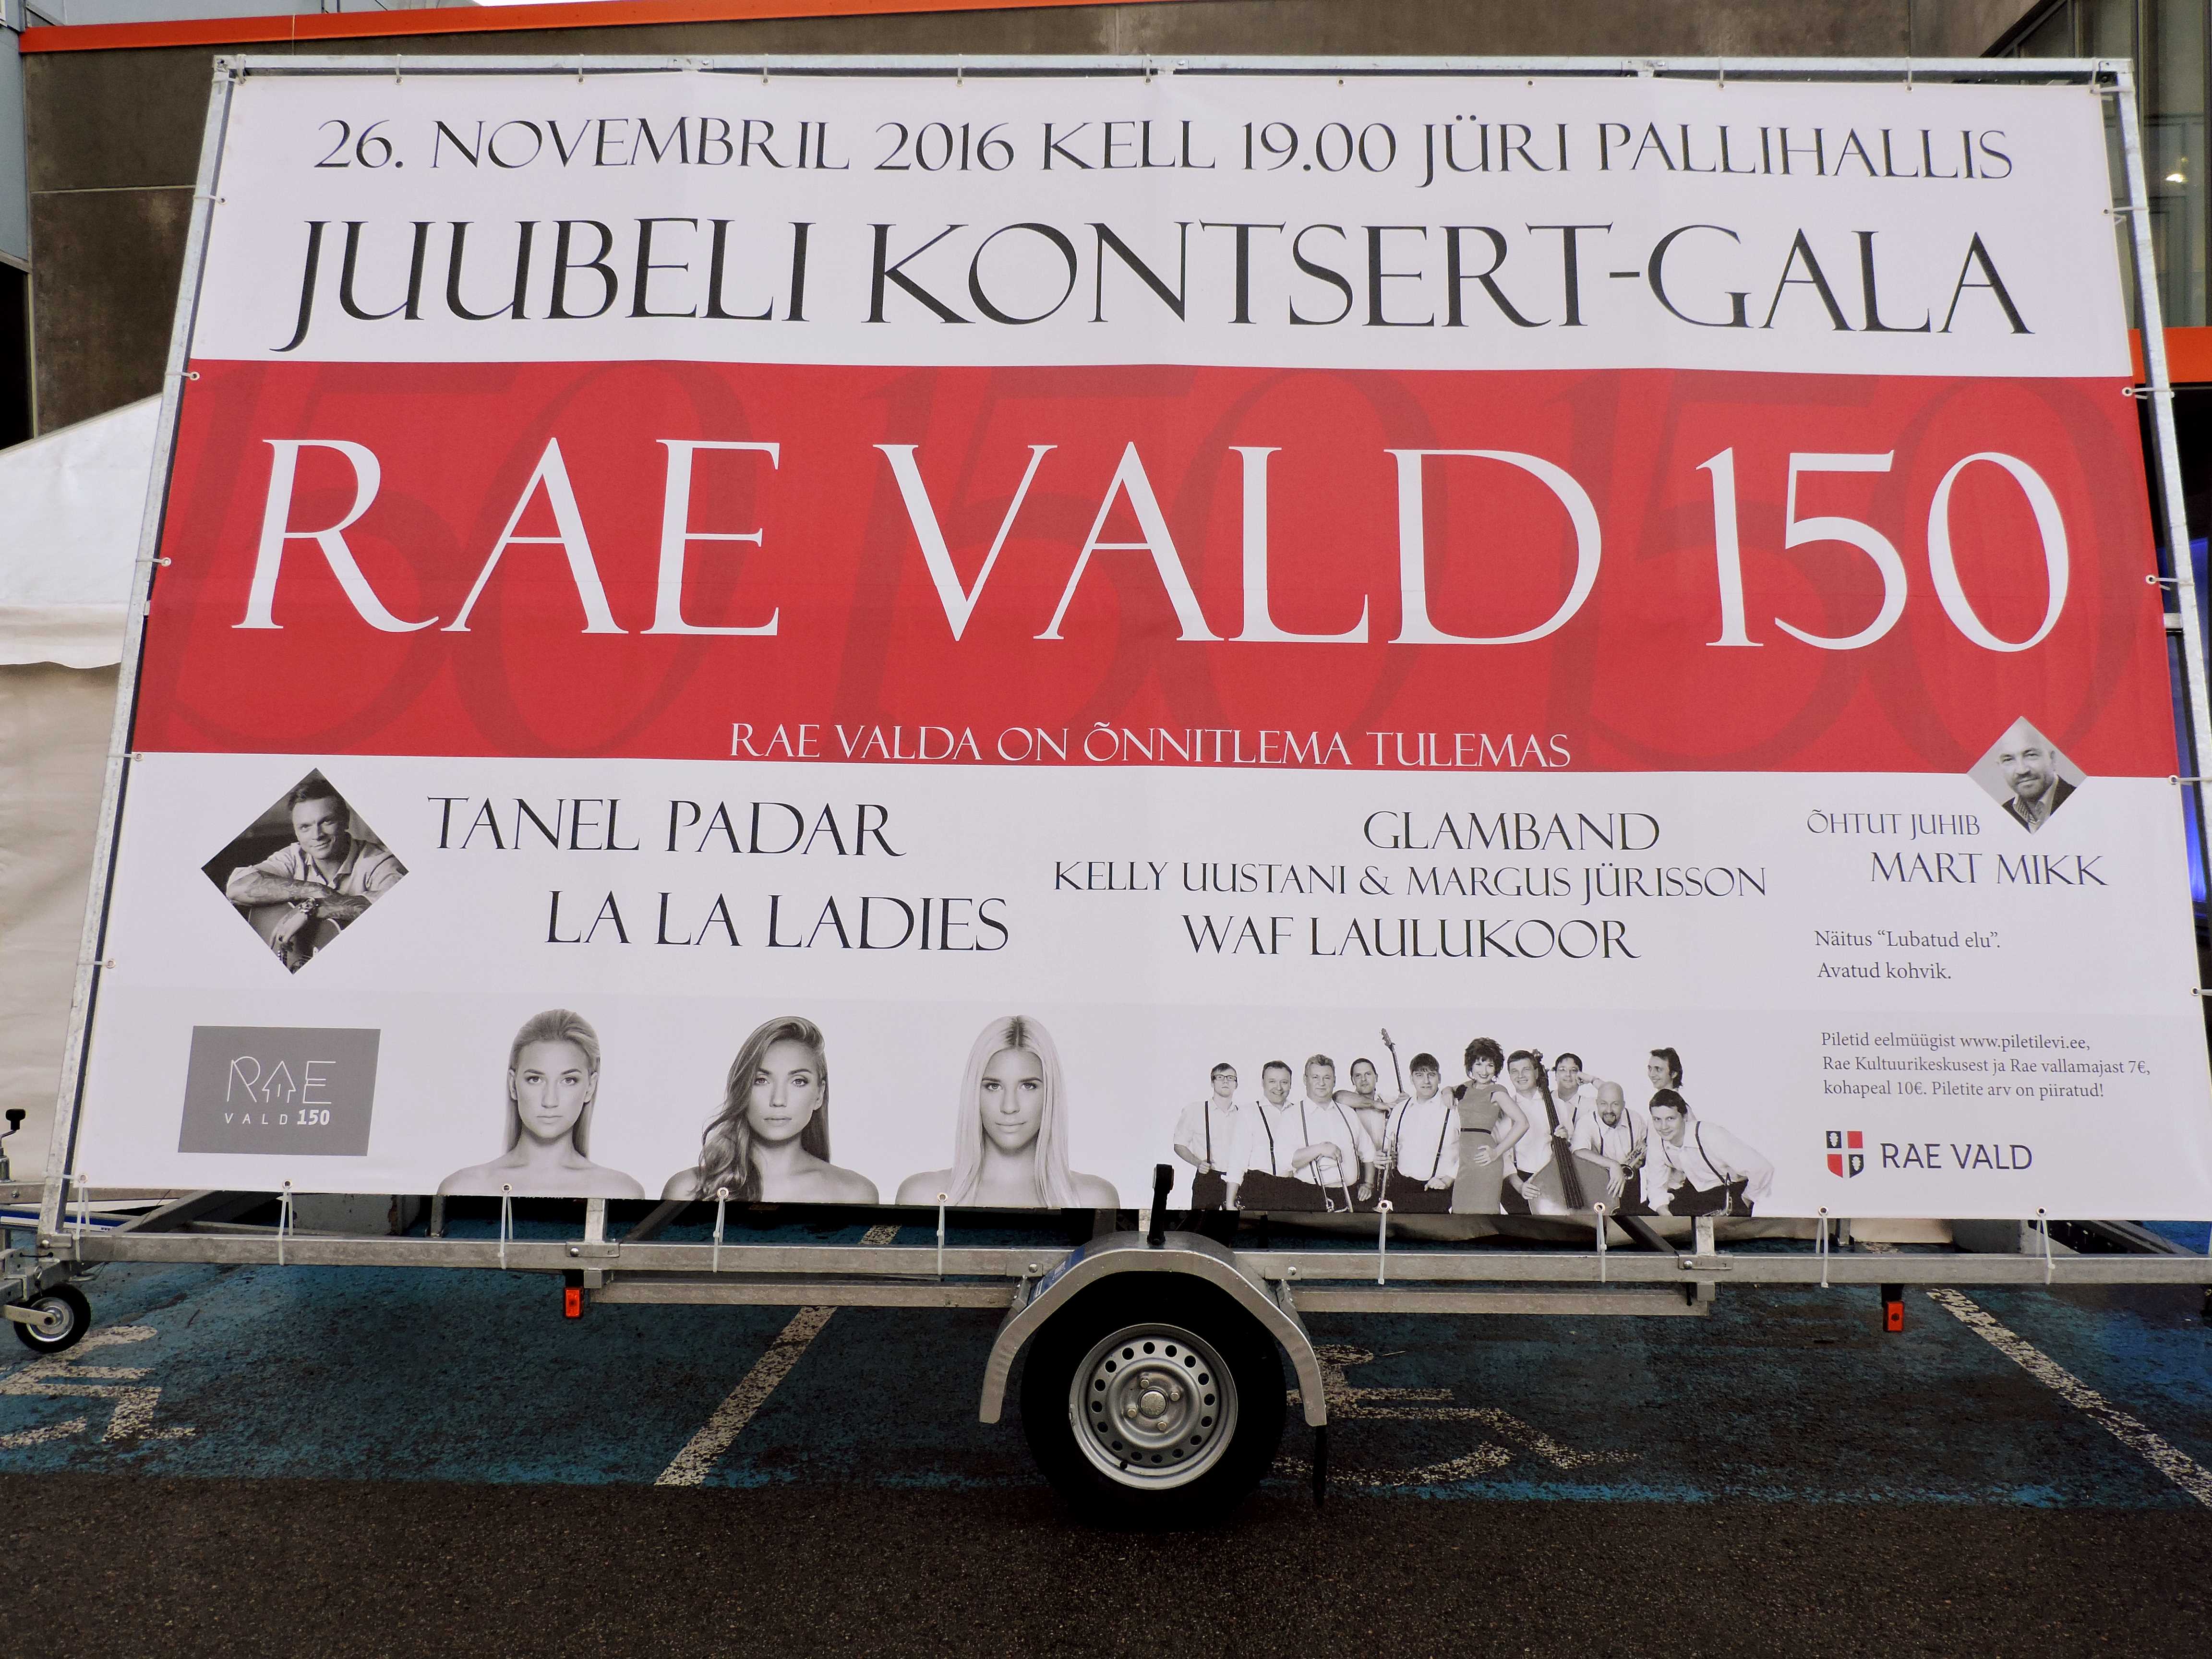 26. NOVEMBRIL 2016 KELL 19.00 JÜRI PALLIHALLIS
JUUBELI KONTSERT-GALA
150 150 150
RAE VALD 150
RAE VALDA ON ÕNNITLEMA TULEMAS
TANEL PADAR
LA LA LADIES
GLAMBAND
KELLY UUSTANI & MARGUS JÜRISSON
WAF LAULUKOOR
ÕHTUT JUHIB
MART MIKK
Näitus “Lubatud elu”.
Avatud kohvik.
RAE
VALD 150
Piletid eelmüügist www.piletilevi.ee,
Rae Kultuurikeskusest ja Rae vallamajast 7€,
kohapeal 10€. Piletite arv on piiratud!
RAE VALD